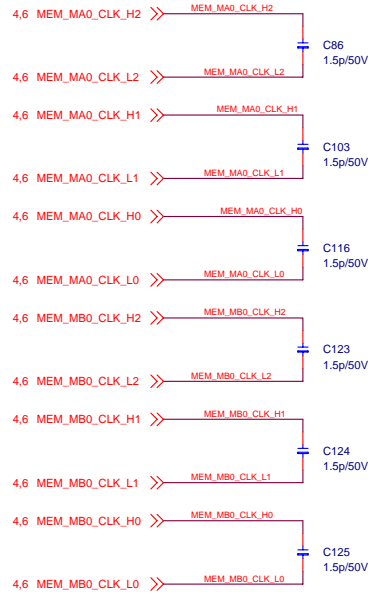 4,6 MEM_MA0_CLK_H2 MEM_MA0_CLK_H2
C86
1.5p/50V
4,6 MEM_MA0_CLK_L2 MEM_MA0_CLK_L2
4,6 MEM_MA0_CLK_H1 MEM_MA0_CLK_H1
C103
1.5p/50V
4,6 MEM_MA0_CLK_L1 MEM_MA0_CLK_L1
4,6 MEM_MA0_CLK_H0 MEM_MA0_CLK_H0
C116
1.5p/50V
4,6 MEM_MA0_CLK_L0 MEM_MA0_CLK_L0
4,6 MEM_MB0_CLK_H2 MEM_MB0_CLK_H2
C123
1.5p/50V
4,6 MEM_MB0_CLK_L2 MEM_MB0_CLK_L2
4,6 MEM_MB0_CLK_H1 MEM_MB0_CLK_H1
C124
1.5p/50V
4,6 MEM_MB0_CLK_L1 MEM_MB0_CLK_L1
4,6 MEM_MB0_CLK_H0 MEM_MB0_CLK_H0
C125
1.5p/50V
4,6 MEM_MB0_CLK_L0 MEM_MB0_CLK_L0